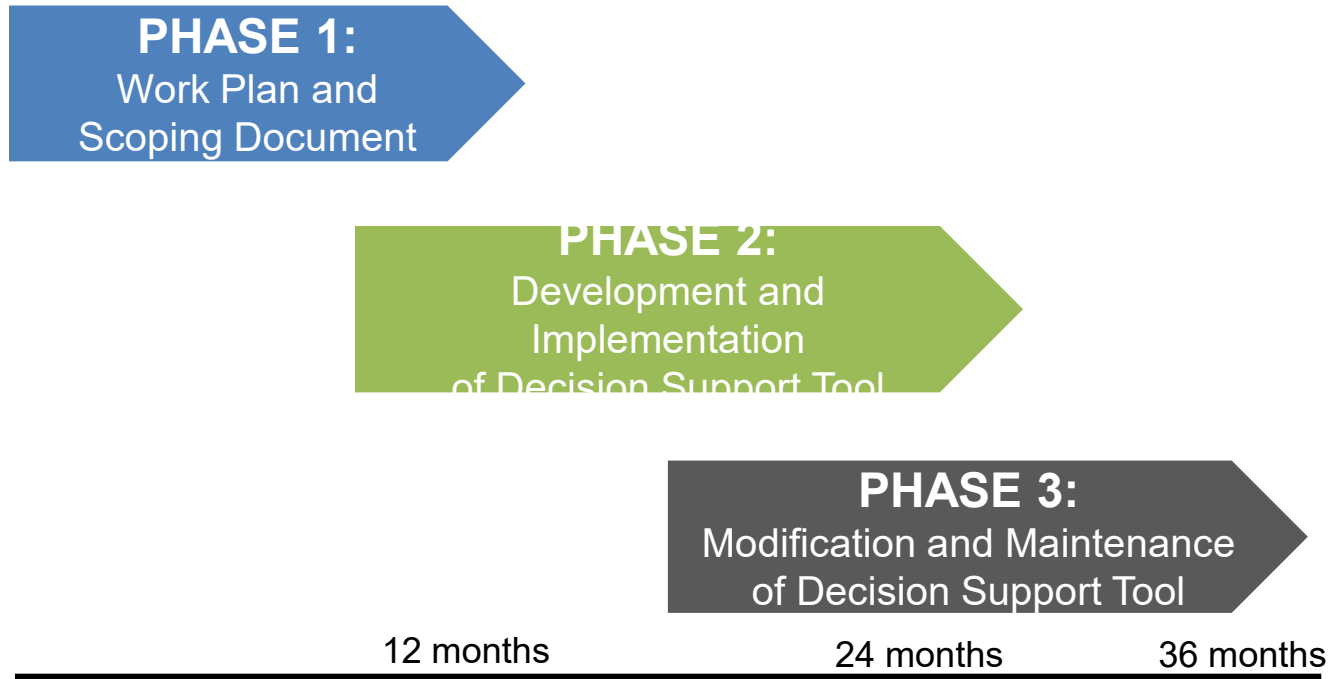 PHASE 1:
Work Plan and
Scoping Document
PHASE 2:
Development and
Implementation
of Decision Support Tool
PHASE 3:
Modification and Maintenance
of Decision Support Tool
12 months
24 months
36 months